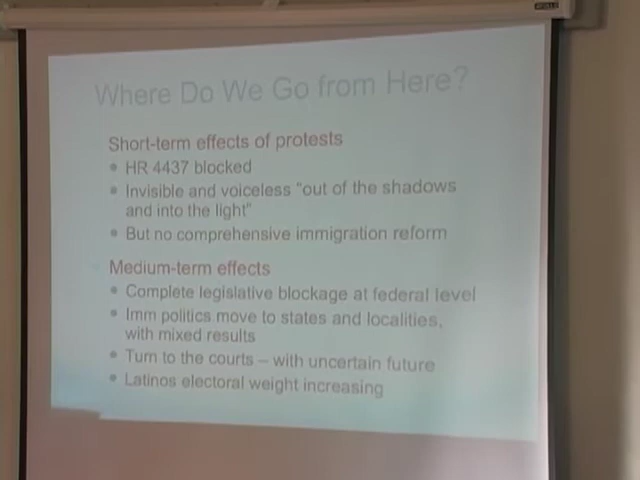 Where Do We Go from Here?
Short-term effects of protests
• HR 4437 blocked
• Invisible and voiceless "out of the shadows
and into the light"
• But no comprehensive immigration reform
Medium-term effects
• Complete legislative blockage at federal level
• Imm politics move to states and localities,
with mixed results
• Turn to the courts – with uncertain future
• Latinos electoral weight increasing